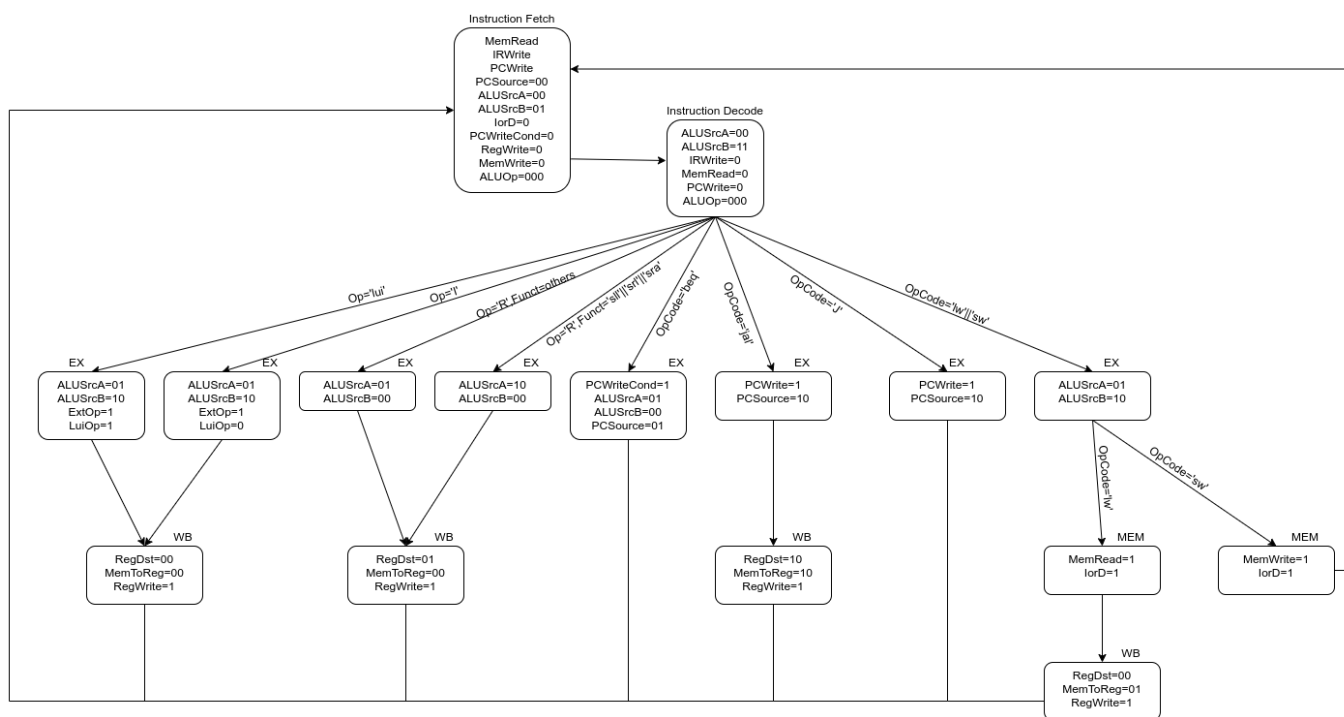 Instruction Fetch
MemRead
IRWrite
PCWrite
PCSource=00
ALUSrcA=00
ALUSrcB=01
IorD=0
PCWriteCond=0
RegWrite=0
MemWrite=0
ALUOp=000
Instruction Decode
ALUSrcA=00
ALUSrcB=11
IRWrite=0
MemRead=0
PCWrite=0
ALUOp=000
Op='lui'
Op='I'
Op='R',Funct=others
Op='R',Funct='sll'||'srl'||'sra'
OpCode='beq'
OpCode='jal'
OpCode='J'
OpCode='lw'||'sw'
EX
ALUSrcA=01
ALUSrcB=10
ExtOp=1
LuiOp=1
EX
ALUSrcA=01
ALUSrcB=10
ExtOp=1
LuiOp=0
EX
ALUSrcA=01
ALUSrcB=00
EX
ALUSrcA=10
ALUSrcB=00
EX
PCWriteCond=1
ALUSrcA=01
ALUSrcB=00
PCSource=01
EX
PCWrite=1
PCSource=10
EX
PCWrite=1
PCSource=10
EX
ALUSrcA=01
ALUSrcB=10
OpCode='lw'
OpCode='sw'
WB
RegDst=00
MemToReg=00
RegWrite=1
WB
RegDst=01
MemToReg=00
RegWrite=1
WB
RegDst=10
MemToReg=10
RegWrite=1
MEM
MemRead=1
IorD=1
MEM
MemWrite=1
IorD=1
WB
RegDst=00
MemToReg=01
RegWrite=1